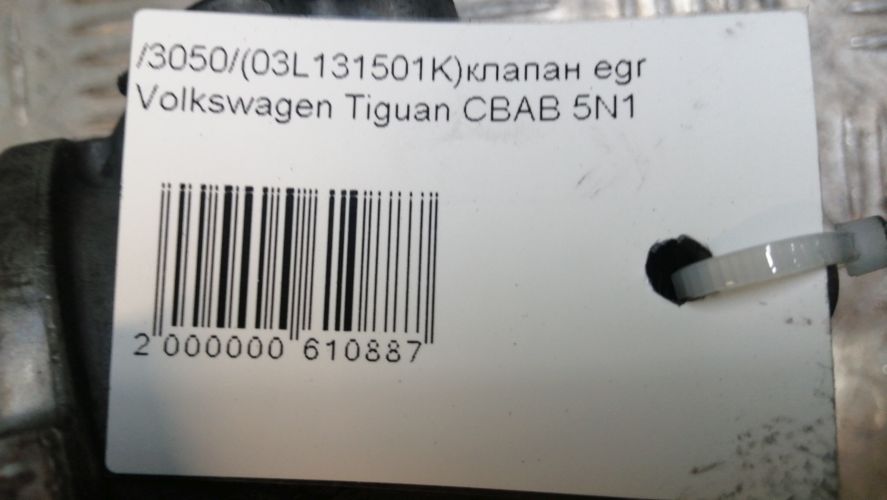 /3050/(03L131501K)клапан egr
Volkswagen Tiguan CBAB 5N1
2 000000 610887